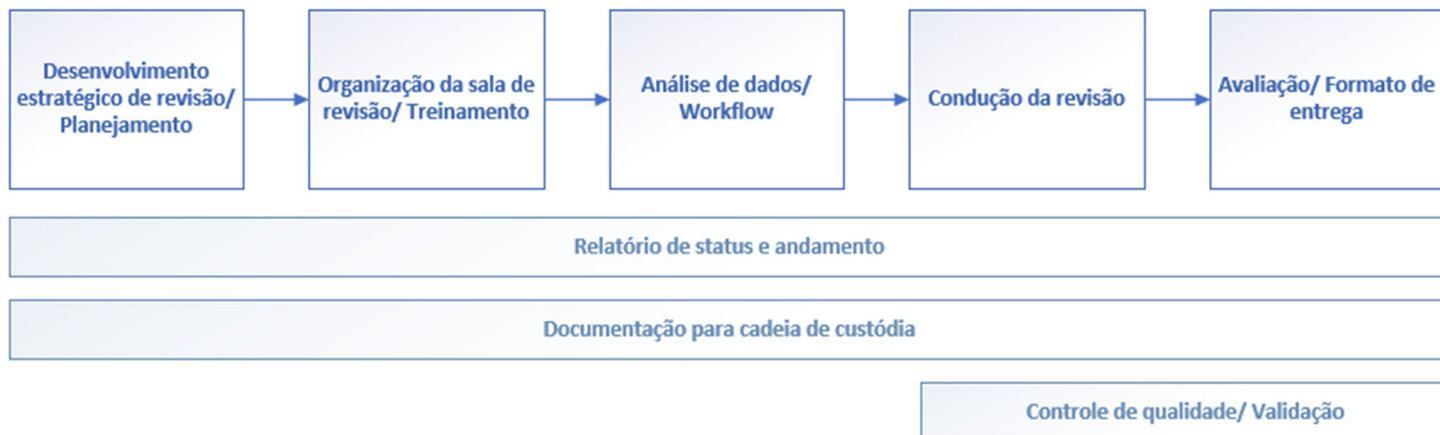 Desenvolvimento
estratégico de revisão/
Planejamento
Organização da sala de
revisão/ Treinamento
Análise de dados/
Workflow
Condução da revisão
Avaliação/ Formato de
entrega
Relatório de status e andamento
Documentação para cadeia de custódia
Controle de qualidade/ Validação